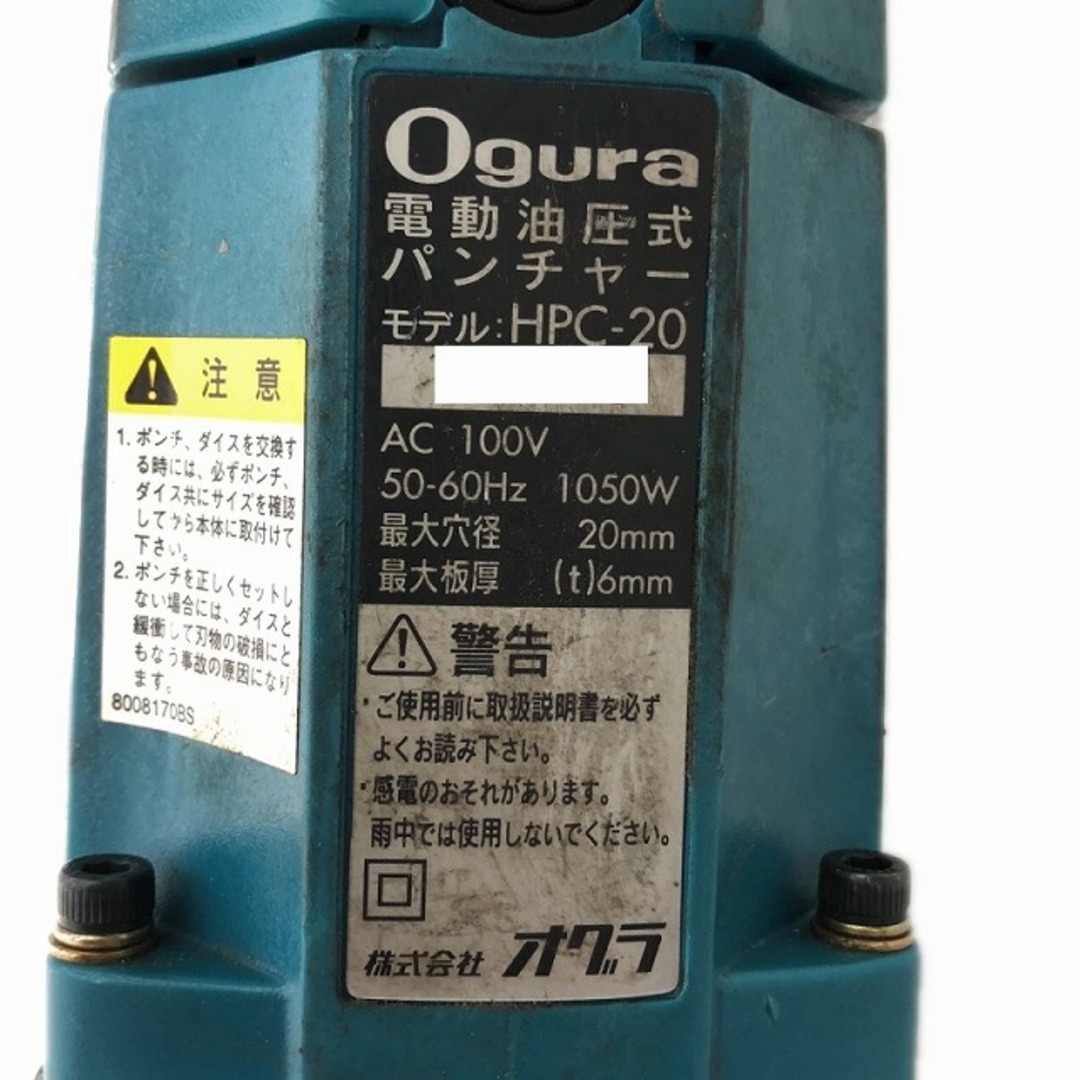 Ogura
電動油圧式
パンチャー
モデル:HPC-20
AC 100V
50-60Hz 1050W
最大穴径 20mm
最大板厚 (t)6mm
警告
・ご使用前に取扱説明書を必ず
よくお読み下さい。
・感電のおそれがあります。
雨中では使用しないでください。
株式会社 オグラ
注意
1. ポンチ、ダイスを交換す
る時には、必ずポンチ、
ダイス共にサイズを確認
してから本体に取付けて
下さい。
2. ポンチを正しくセットし
ない場合には、ダイスと
緩衝して刃物の破損にと
もなう事故の原因になり
ます。
8008170BS